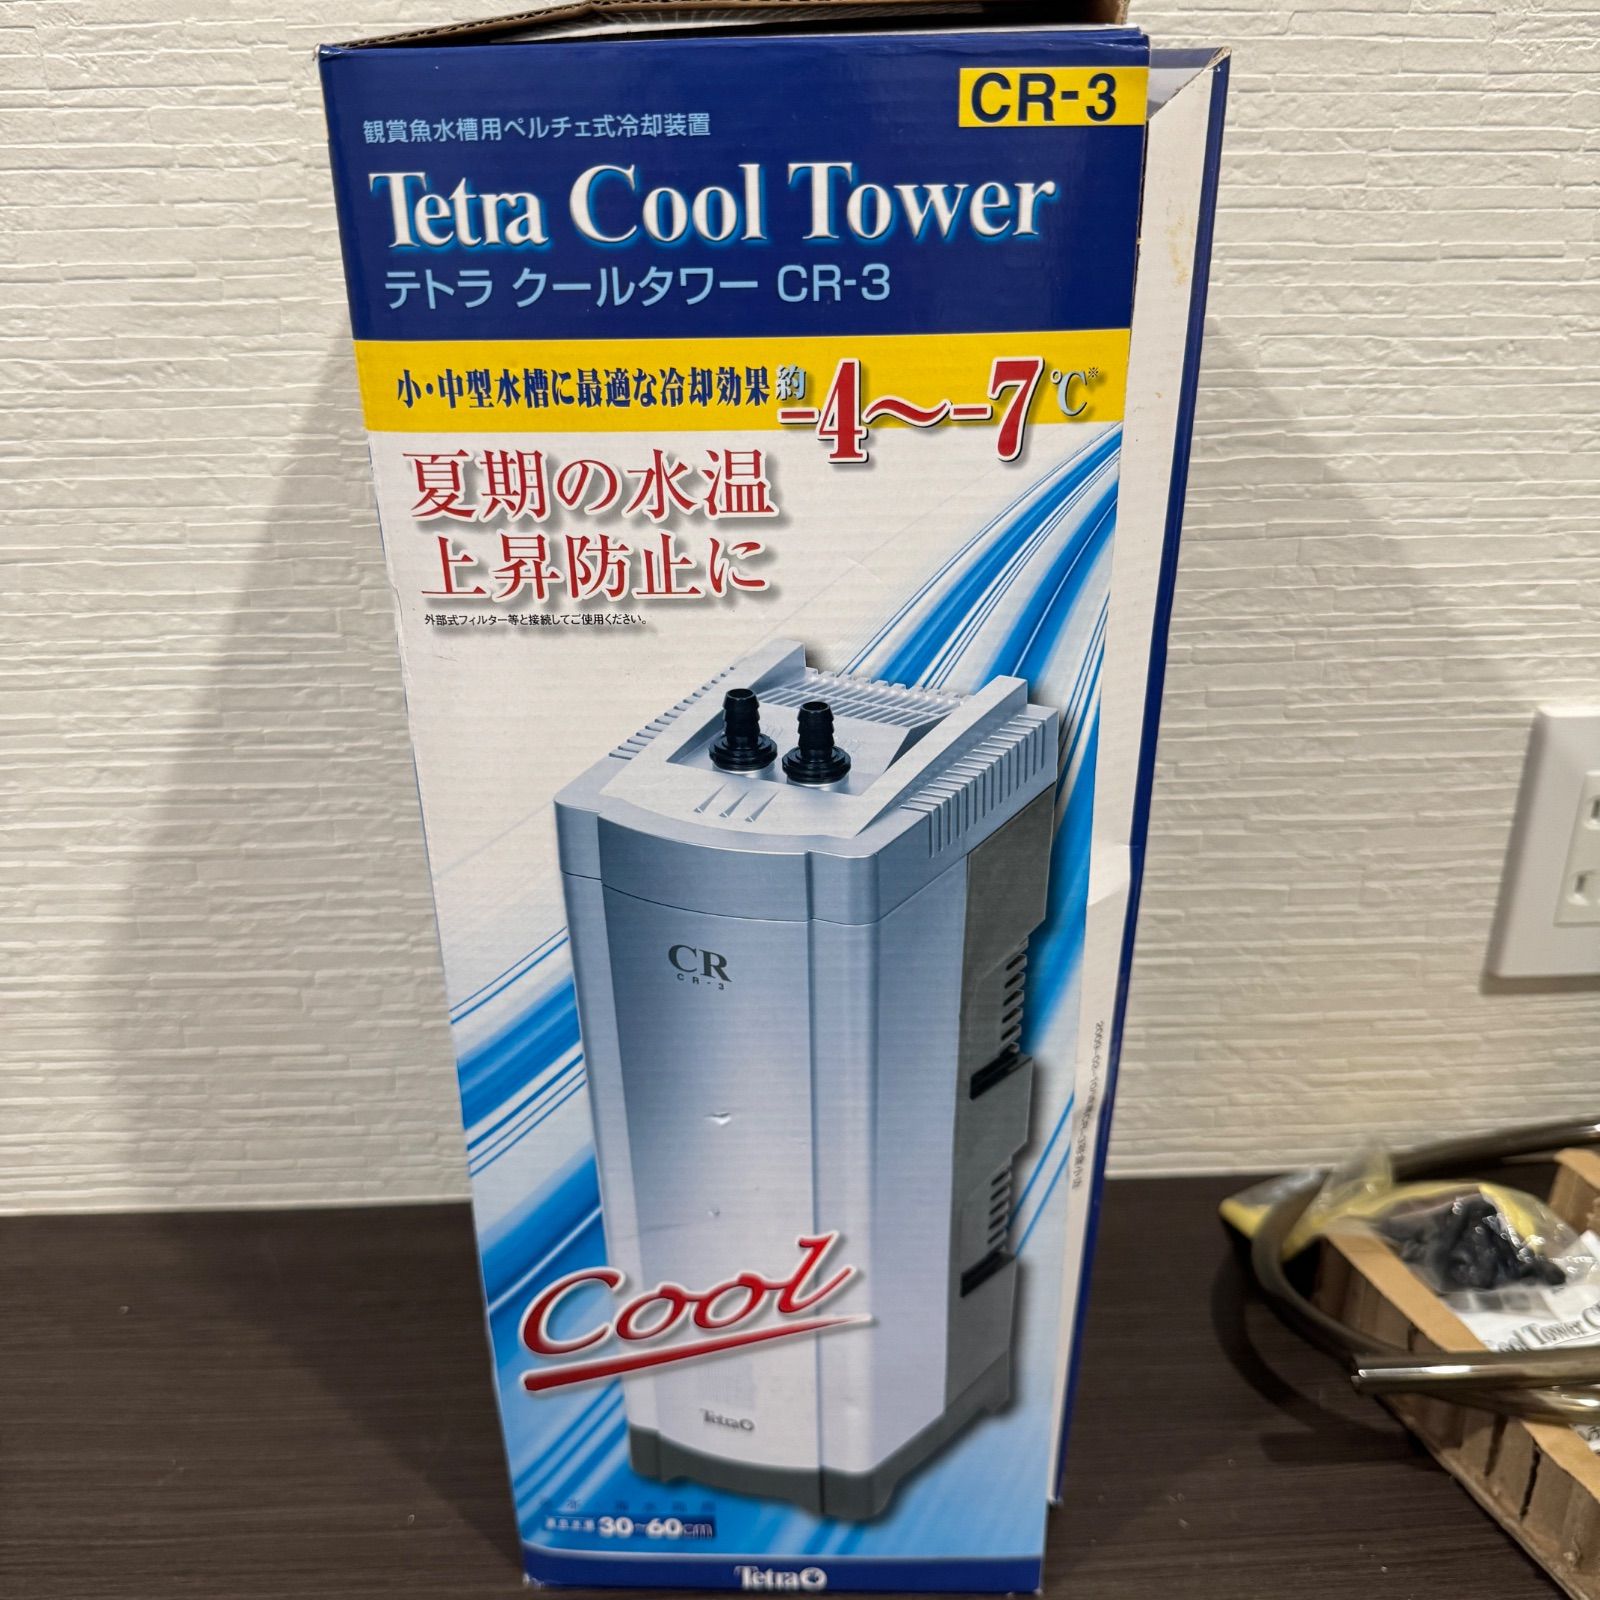 CR-3
観賞魚水槽用ペルチェ式冷却装置
Tetra Cool Tower
テトラ クールタワー CR-3
小・中型水槽に最適な冷却効果 約-4〜-7℃※
夏期の水温
上昇防止に
外部式フィルター等と接続してご使用ください。
CR
CR-3
Cool
Tetra
30~60cm
Tetra
Cool Tower